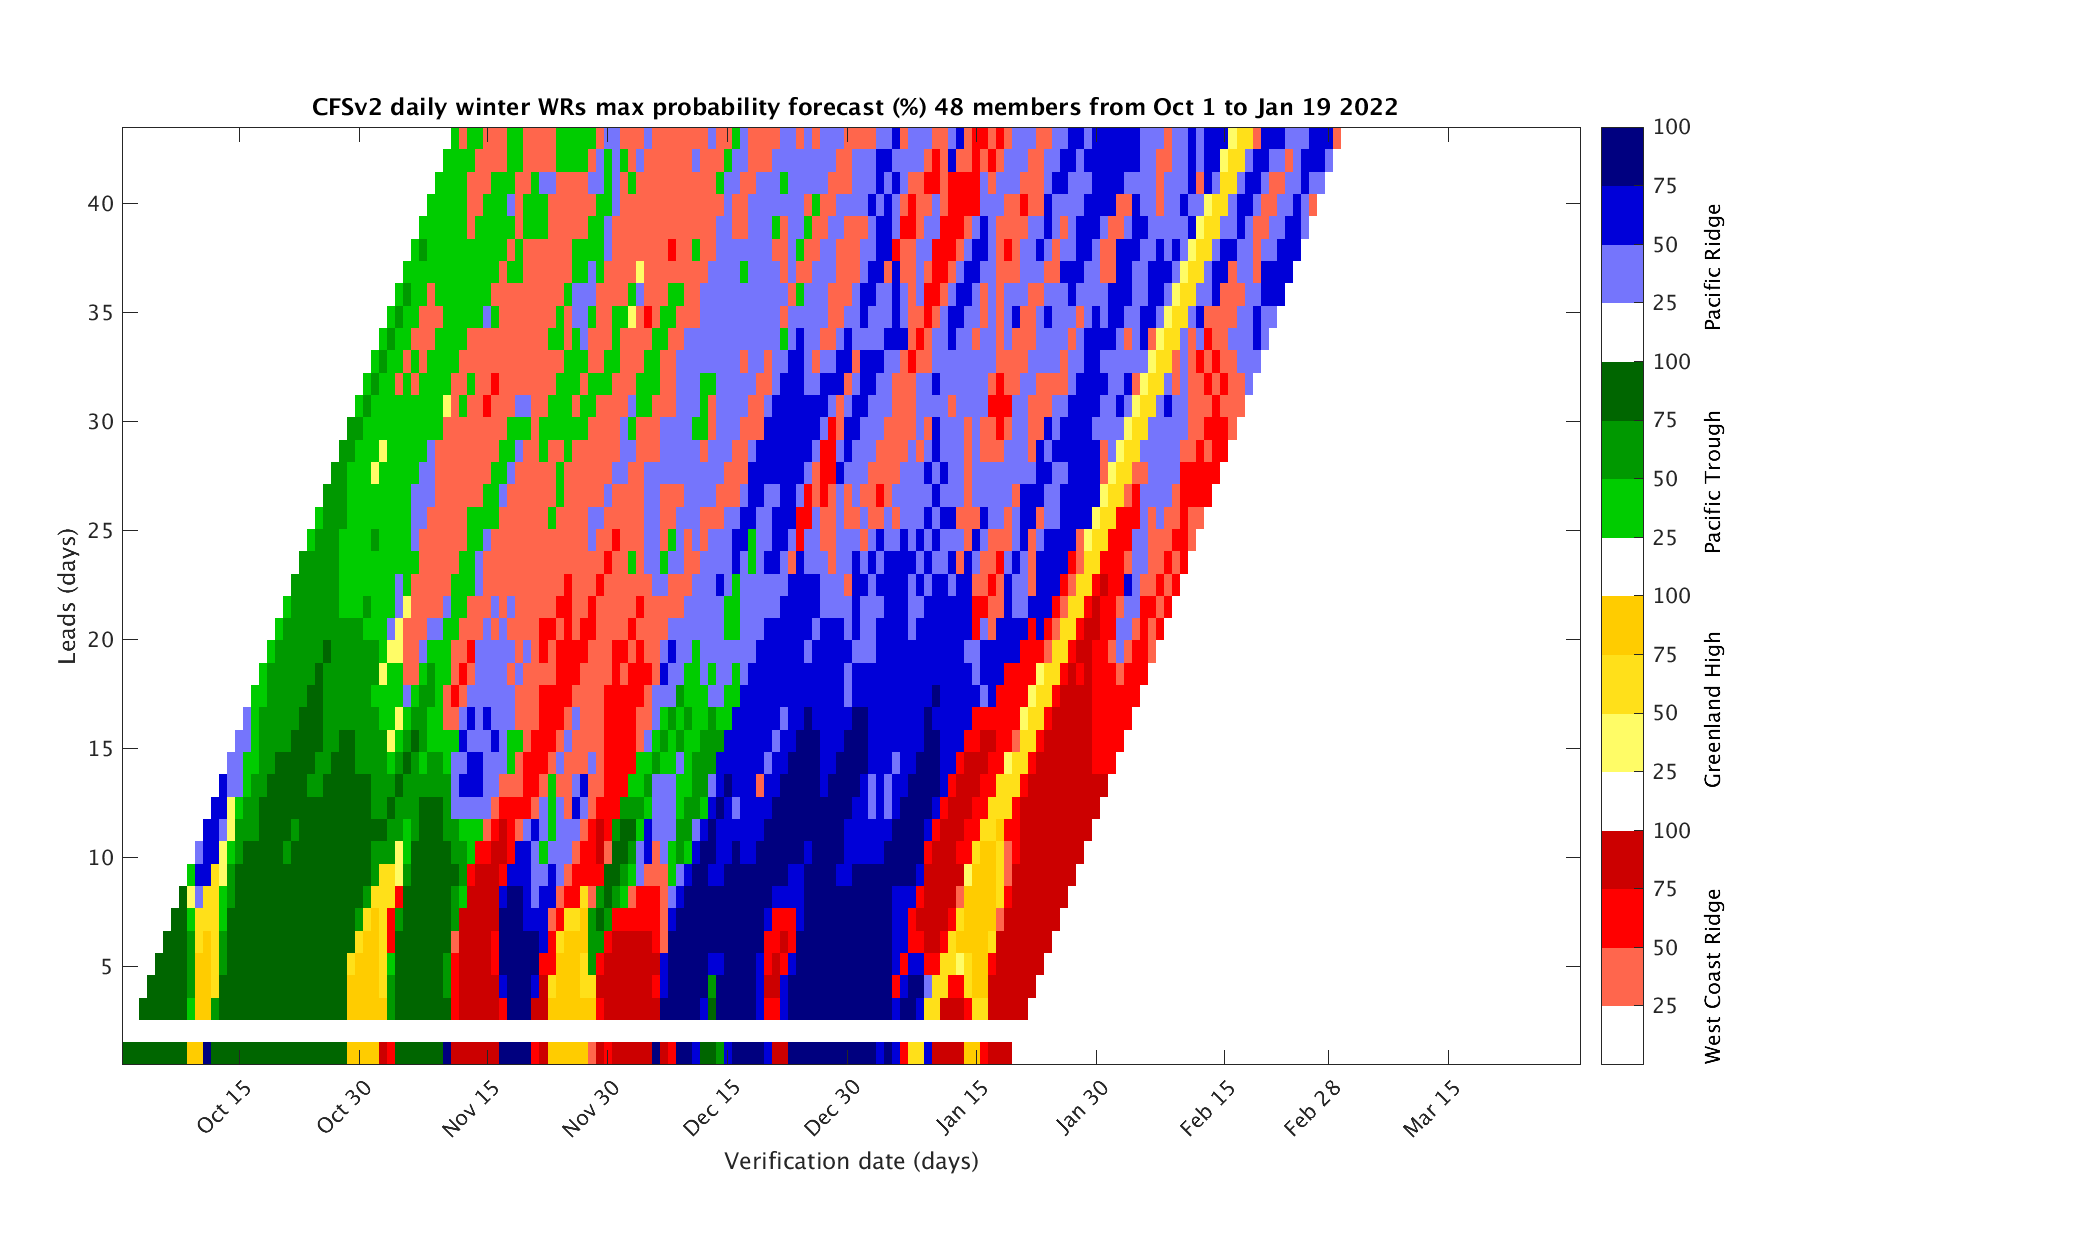 CFSv2 daily winter WRs max probability forecast (%) 48 members from Oct 1 to Jan 19 2022
Leads (days)
40
35
30
25
20
15
10
5
Oct 15
Oct 30
Nov 15
Nov 30
Dec 15
Dec 30
Jan 15
Jan 30
Feb 15
Feb 28
Mar 15
Verification date (days)
100
75
50
25
Pacific Ridge
100
75
50
25
Pacific Trough
100
75
50
25
Greenland High
100
75
50
25
West Coast Ridge